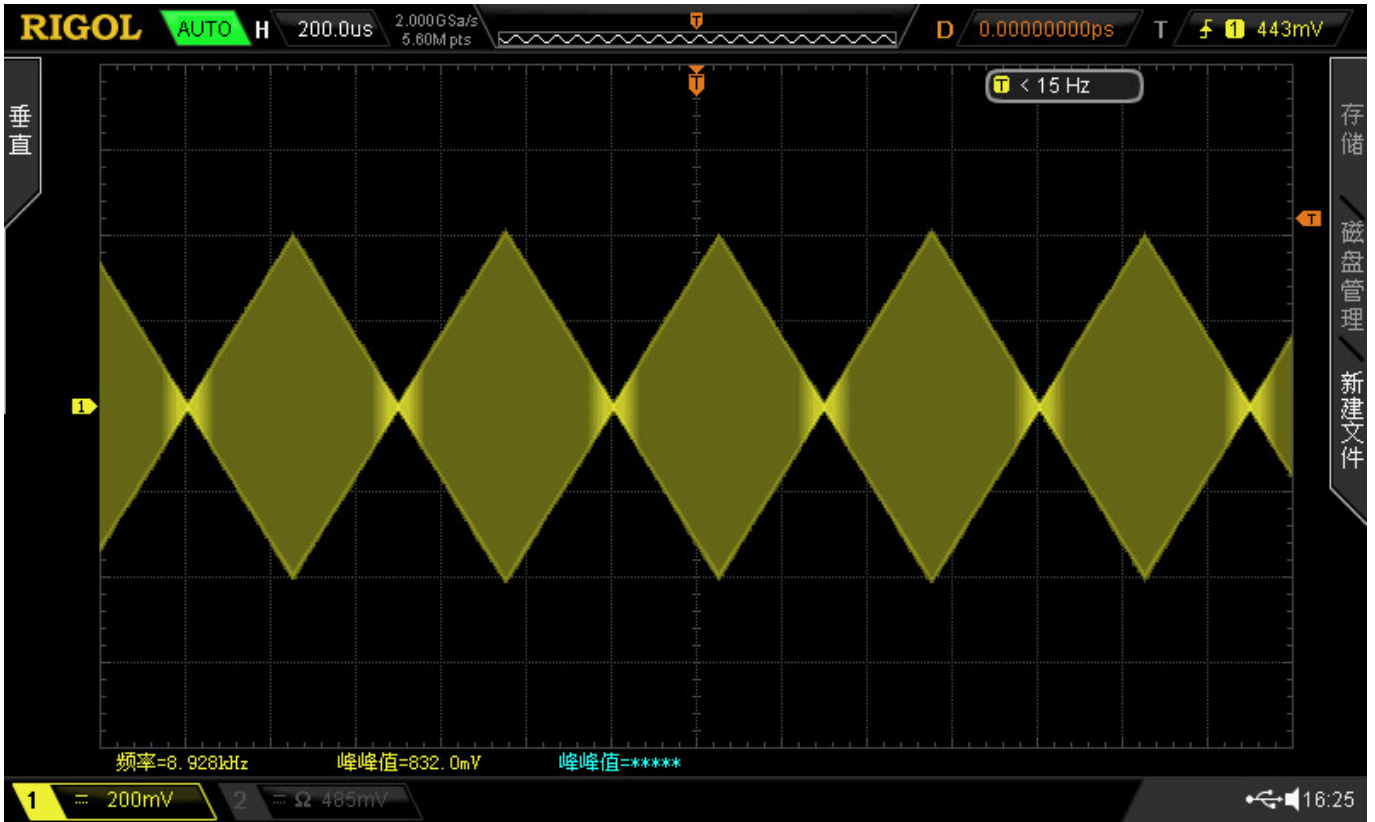 RIGOL AUTO H 200.0us 2.000GSa/s 5.60M pts T D 0.00000000ps T 1 443mV
T < 15 Hz
垂直
存储
T
磁盘管理
新建文件
1
频率=8.928kHz 峰峰值=832.0mV 峰峰值=*****
1 = 200mV 2 = Ω 485mV 16:25